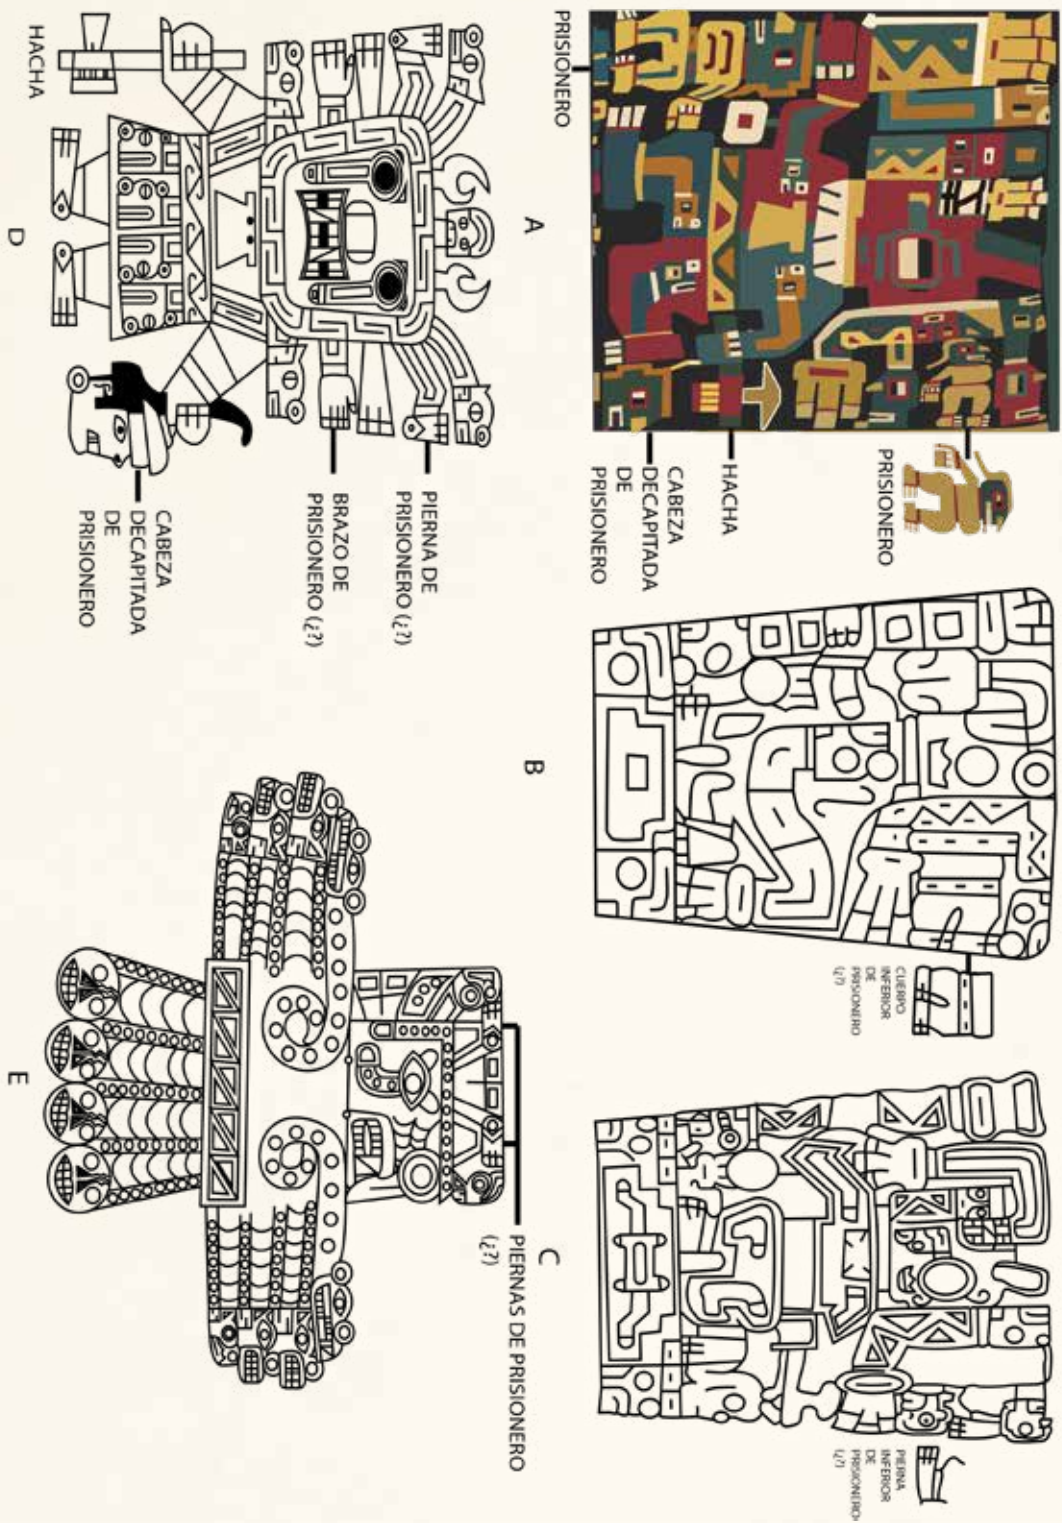 PRISIONERO
PRISIONERO
HACHA
CABEZA
DECAPITADA
DE
PRISIONERO
A
CUERPO
INFERIOR
DE
PRISIONERO
(¿?)
B
PIERNA
INFERIOR
DE
PRISIONERO
(¿?)
C
HACHA
PIERNA DE
PRISIONERO (¿?)
BRAZO DE
PRISIONERO (¿?)
CABEZA
DECAPITADA
DE
PRISIONERO
D
PIERNAS DE PRISIONERO
(¿?)
E